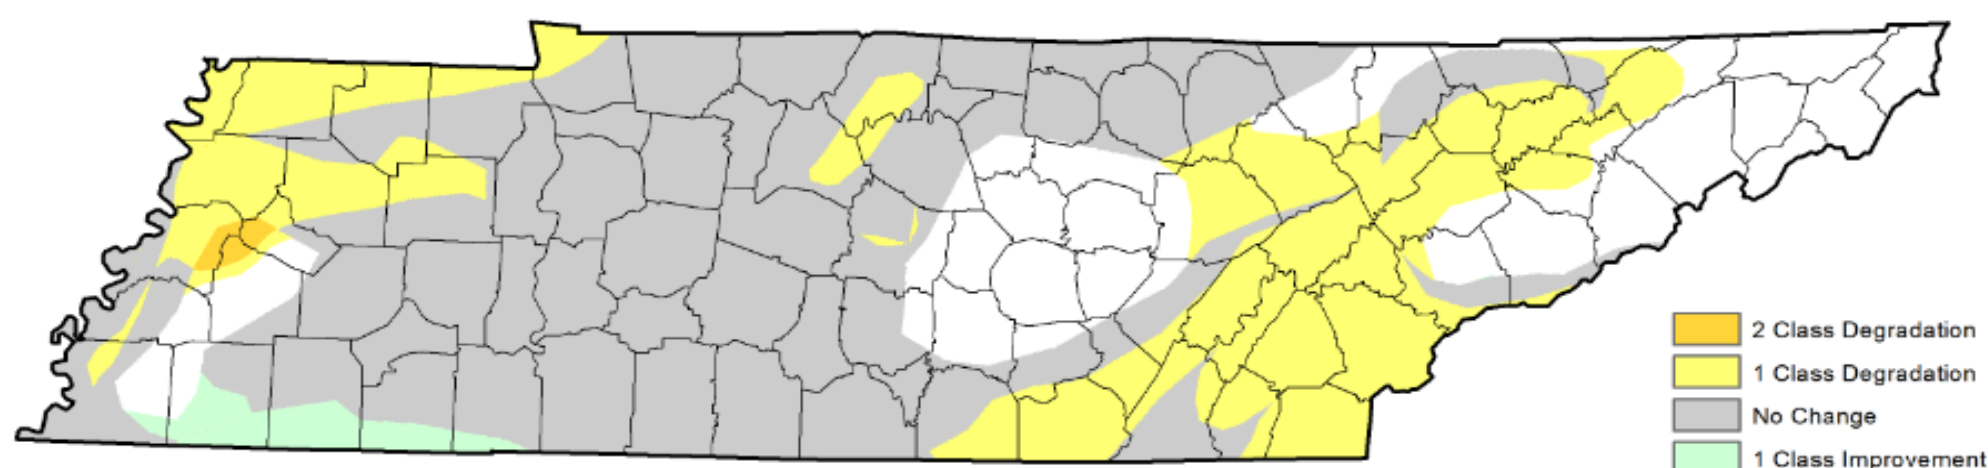 2 Class Degradation
1 Class Degradation
No Change
1 Class Improvement